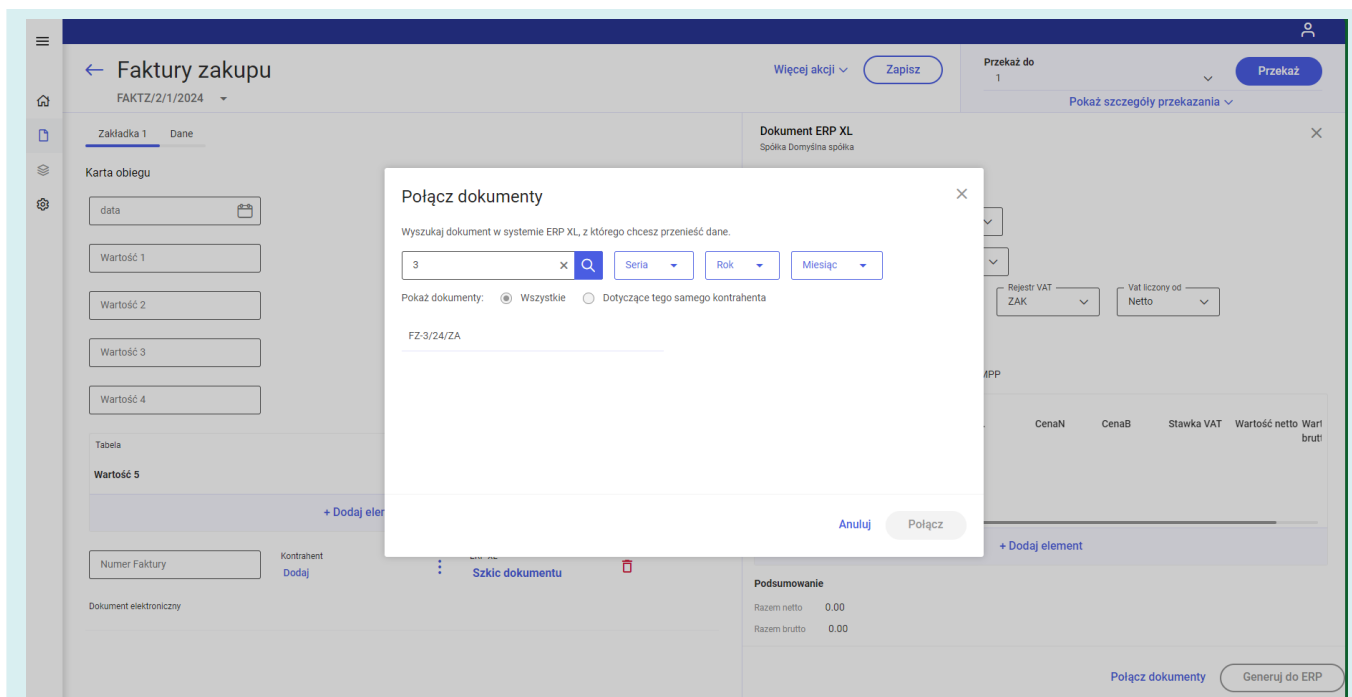 Faktury zakupu
FAKTZ/2/1/2024
Więcej akcji
Zapisz
Przekaż do
1
Przekaż
Pokaż szczegóły przekazania
Zakładka 1 Dane
Karta obiegu
data
Wartość 1
Wartość 2
Wartość 3
Wartość 4
Tabela
Wartość 5
+ Dodaj eler
Numer Faktury
Kontrahent
Dodaj
Szkic dokumentu
Dokument elektroniczny
Dokument ERP XL
Spółka Domyślna spółka
Rejestr VAT
ZAK
Vat liczony od
Netto
MPP
CenaN CenaB Stawka VAT Wartość netto Wart
brutt
+ Dodaj element
Podsumowanie
Razem netto 0.00
Razem brutto 0.00
Połącz dokumenty
Generuj do ERP
Połącz dokumenty
Wyszukaj dokument w systemie ERP XL, z którego chcesz przenieść dane.
3
Seria
Rok
Miesiąc
Pokaż dokumenty: Wszystkie Dotyczące tego samego kontrahenta
FZ-3/24/ZA
Anuluj
Połącz